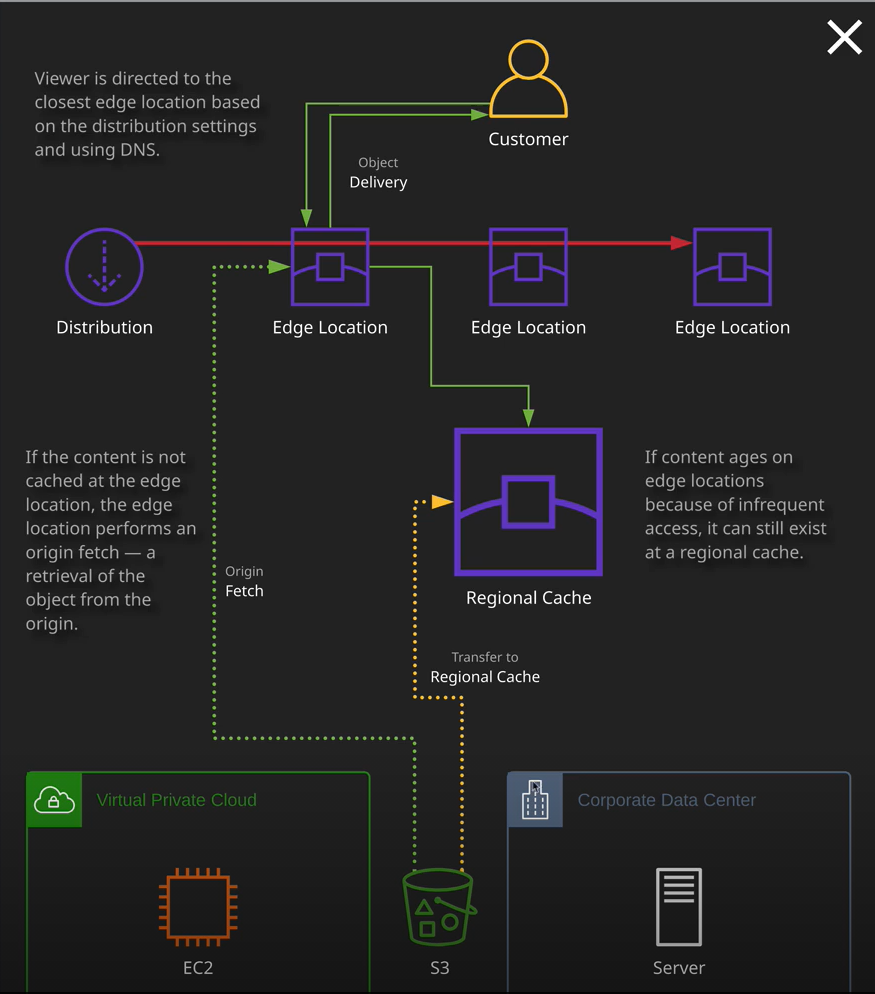 Viewer is directed to the
closest edge location based
on the distribution settings
and using DNS.
Customer
Object
Delivery
Distribution
Edge Location
Edge Location
Edge Location
If the content is not
cached at the edge
location, the edge
location performs an
origin fetch — a
retrieval of the
object from the
origin.
If content ages on
edge locations
because of infrequent
access, it can still exist
at a regional cache.
Origin
Fetch
Regional Cache
Transfer to
Regional Cache
Virtual Private Cloud
Corporate Data Center
EC2
S3
Server